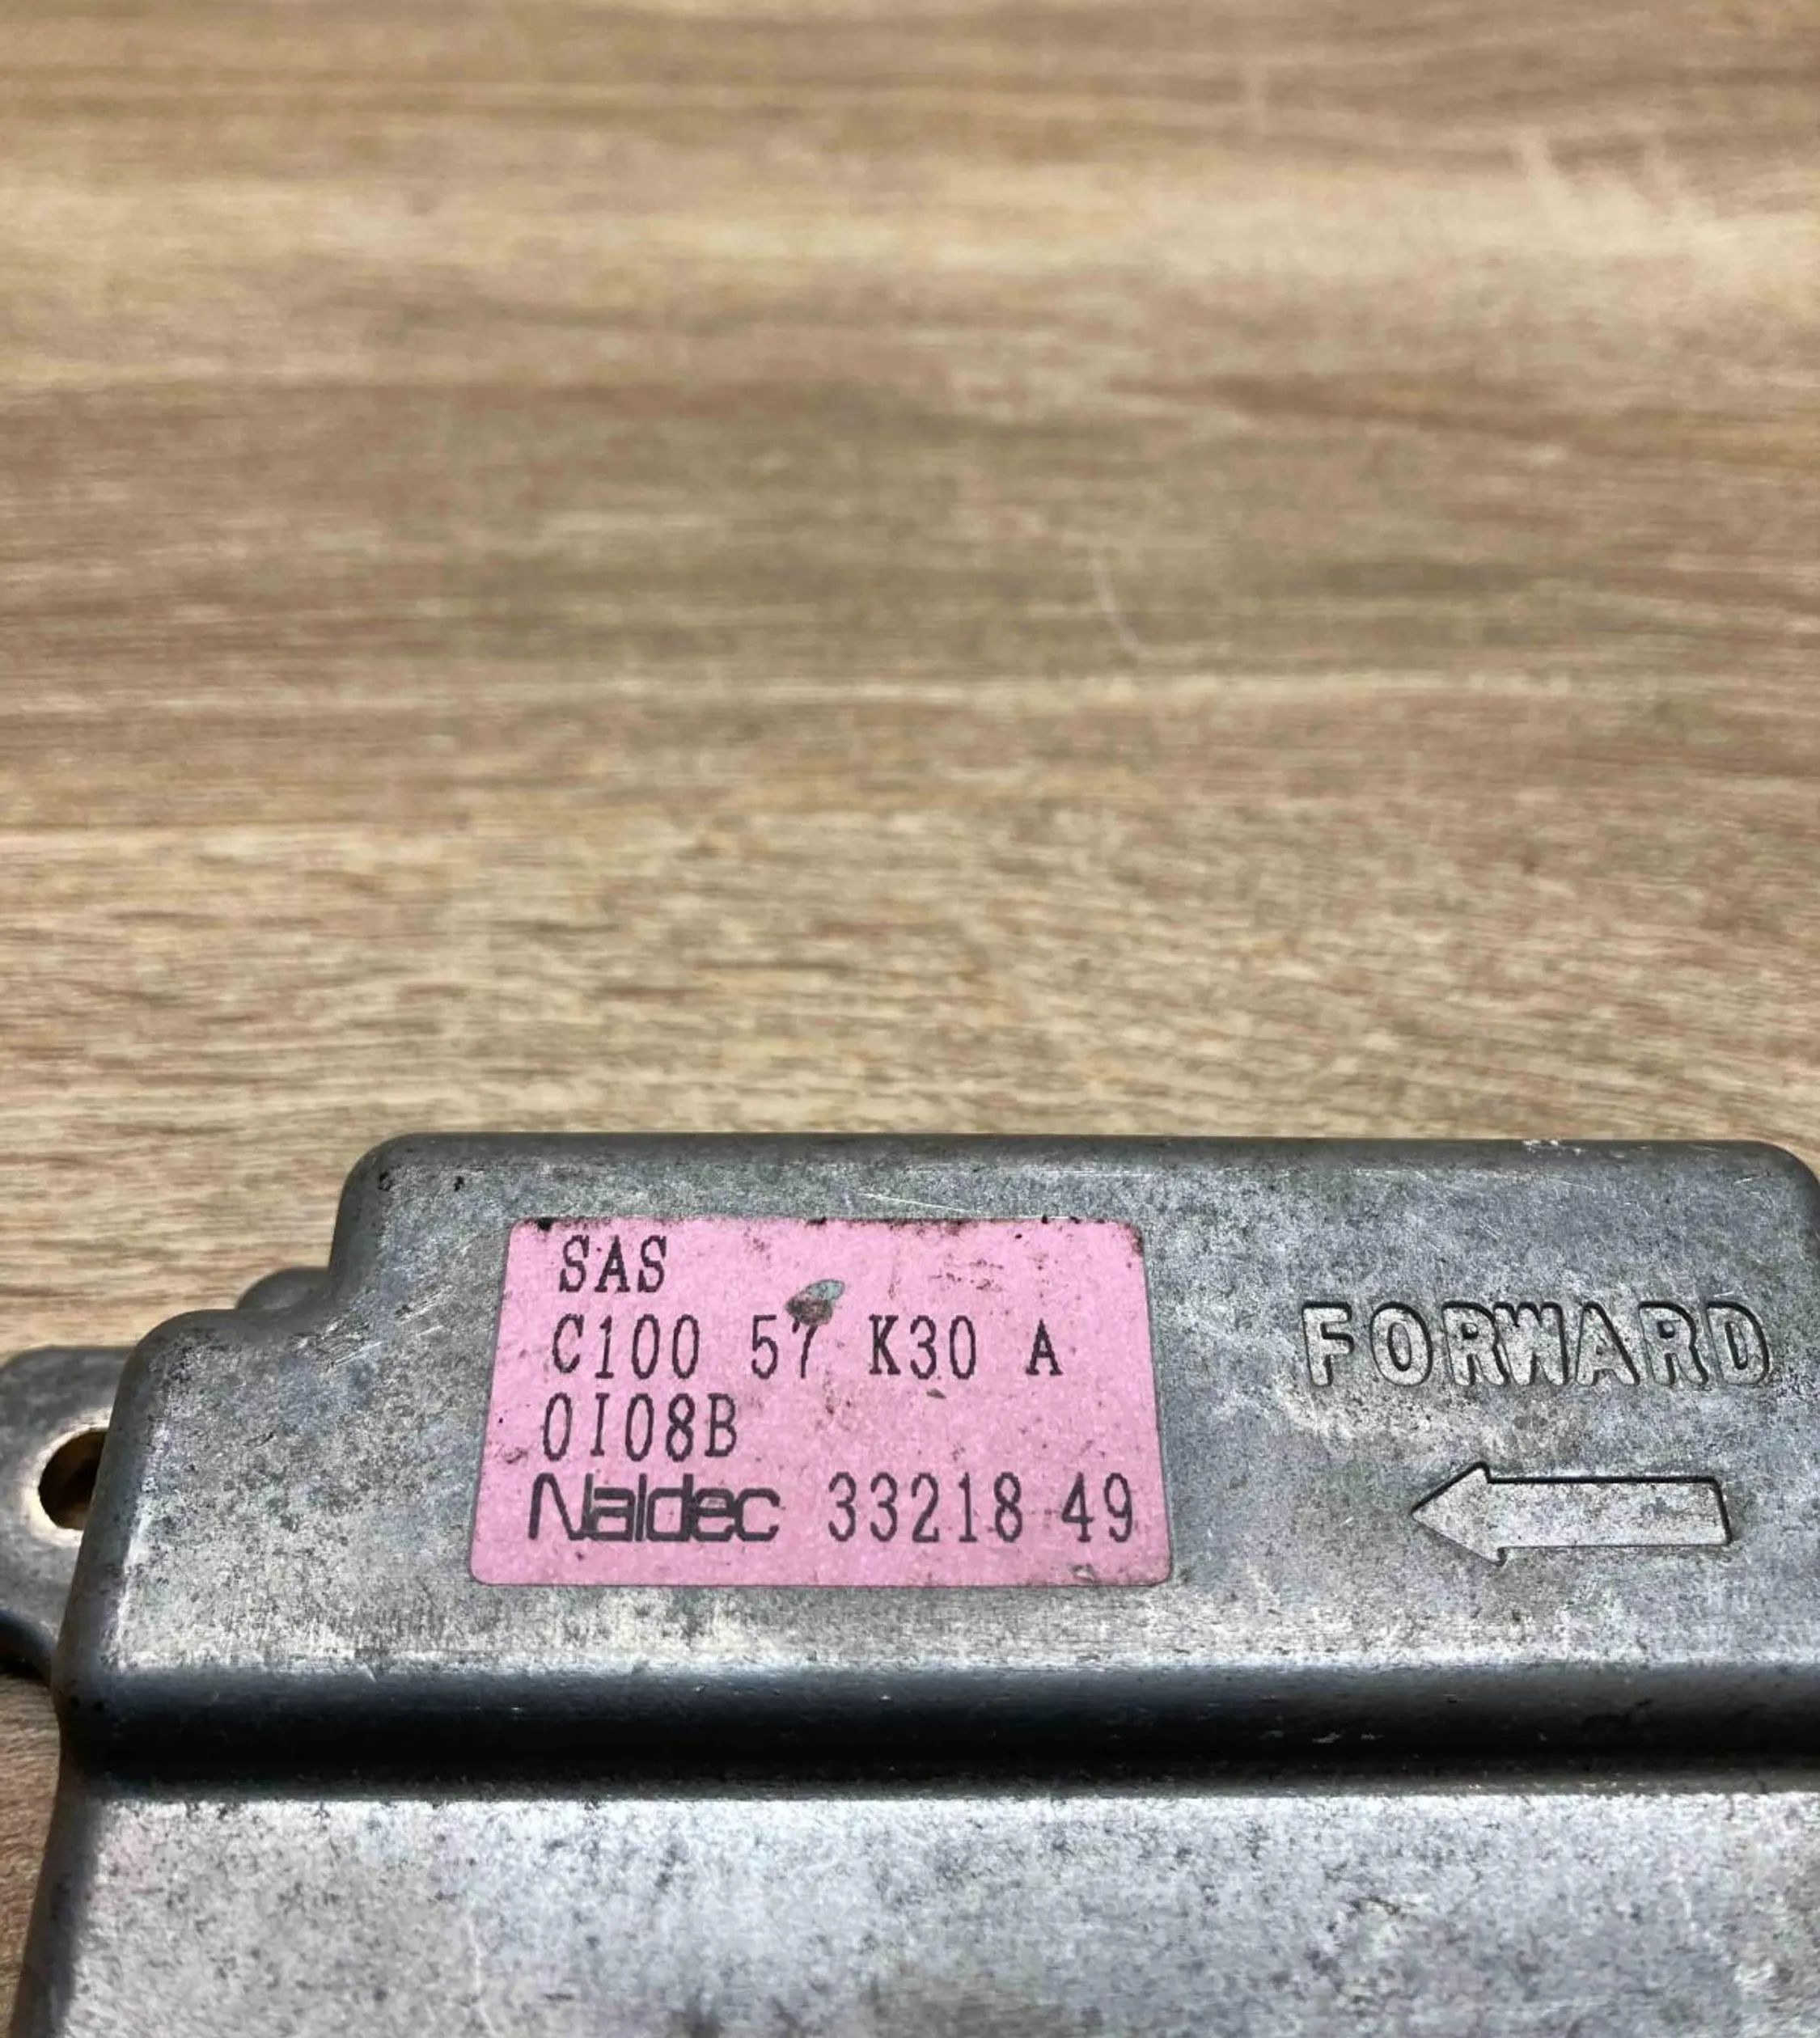 SAS
C100 57 K30 A
0I08B
Naldec 33218 49
FORWARD